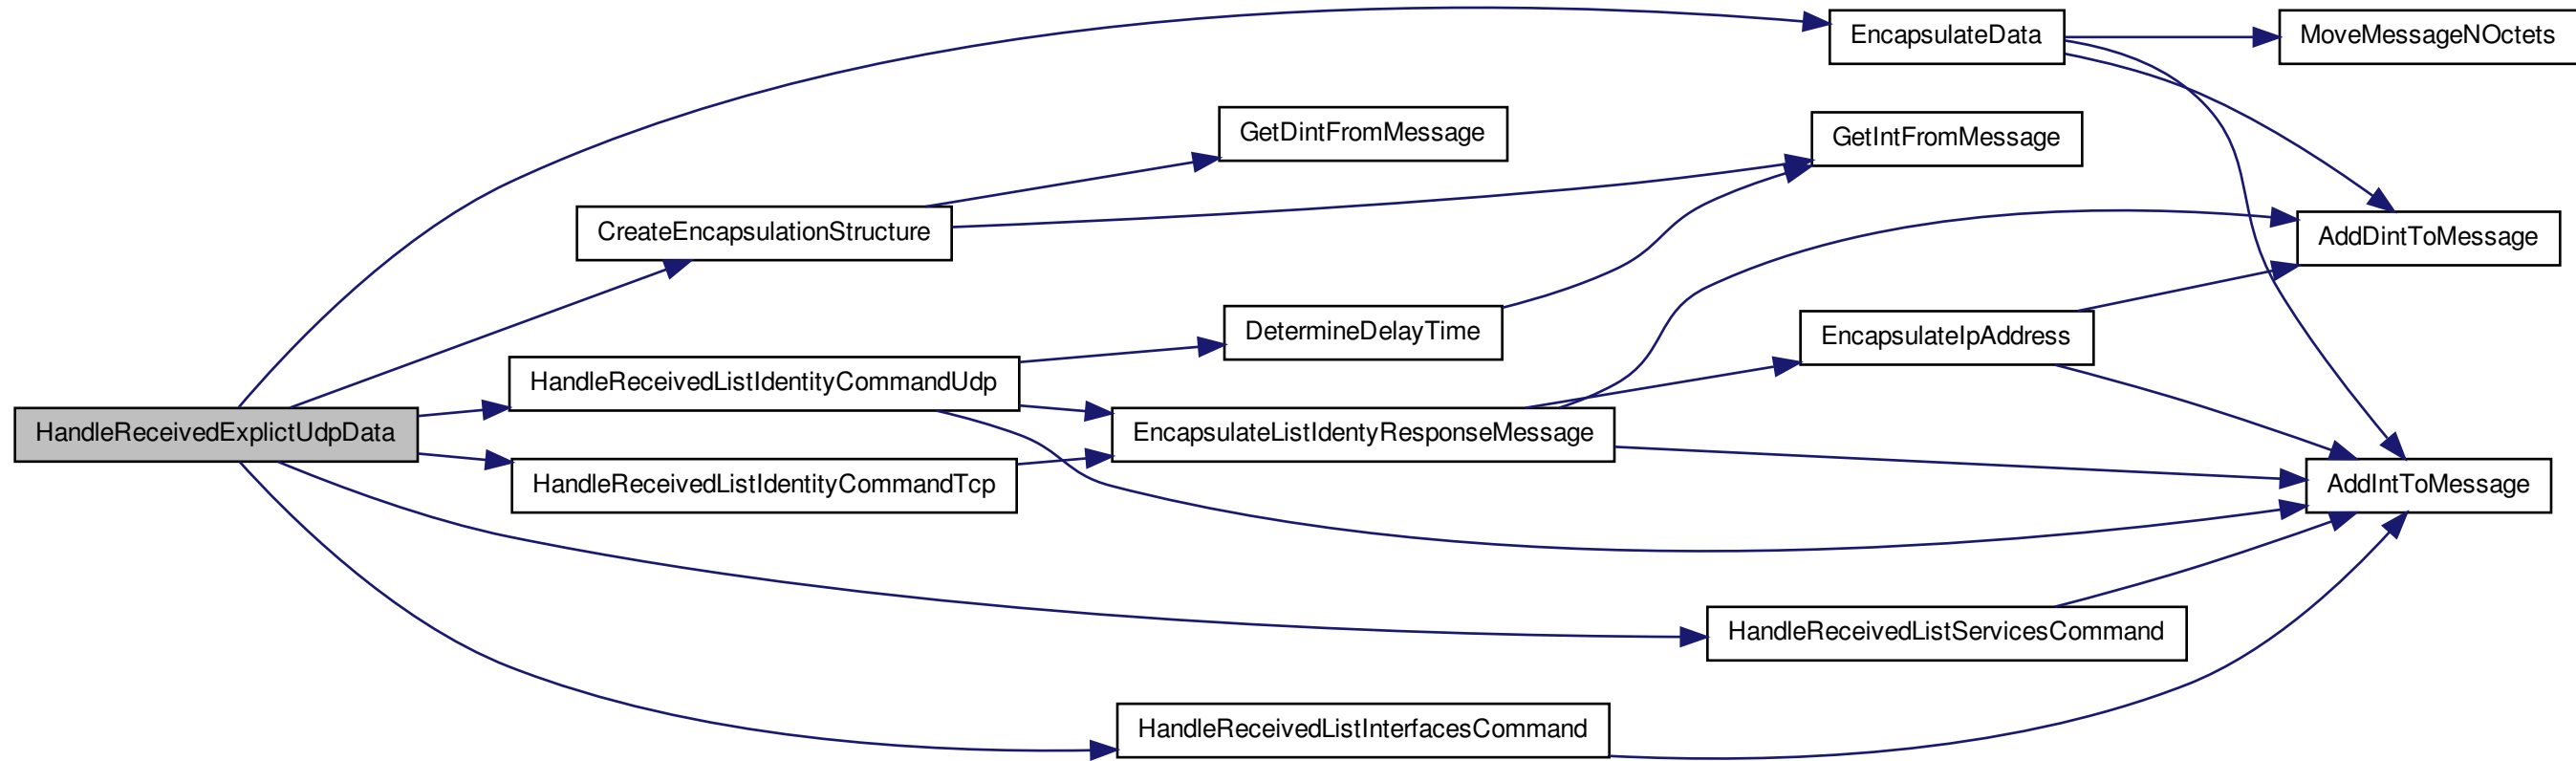 EncapsulateData
MoveMessageNOctets
GetDintFromMessage
GetIntFromMessage
CreateEncapsulationStructure
AddDintToMessage
DetermineDelayTime
EncapsulateIpAddress
HandleReceivedListIdentityCommandUdp
HandleReceivedExplictUdpData
EncapsulateListIdentyResponseMessage
HandleReceivedListIdentityCommandTcp
AddIntToMessage
HandleReceivedListServicesCommand
HandleReceivedListInterfacesCommand